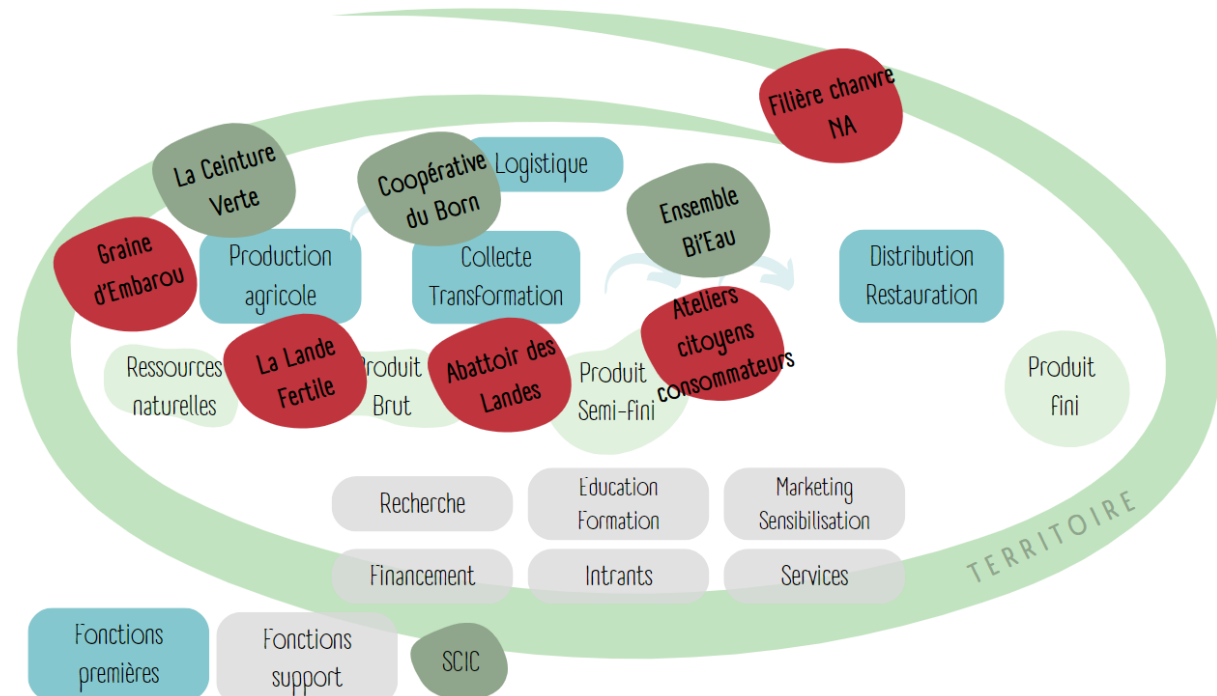 Filière chanvre
NA
La Ceinture
Verte
Coopérative
du Born
Logistique
Ensemble
Bi'Eau
Graine
d'Embarou
Production
agricole
Collecte
Transformation
Distribution
Restauration
Ressources
naturelles
La Lande
Fertile
Produit
Brut
Abattoir des
Landes
Produit
Semi-fini
Ateliers
citoyens
consommateurs
Produit
fini
Recherche
Education
Formation
Marketing
Sensibilisation
Financement
Intrants
Services
TERRITOIRE
Fonctions
premières
Fonctions
support
SCIC